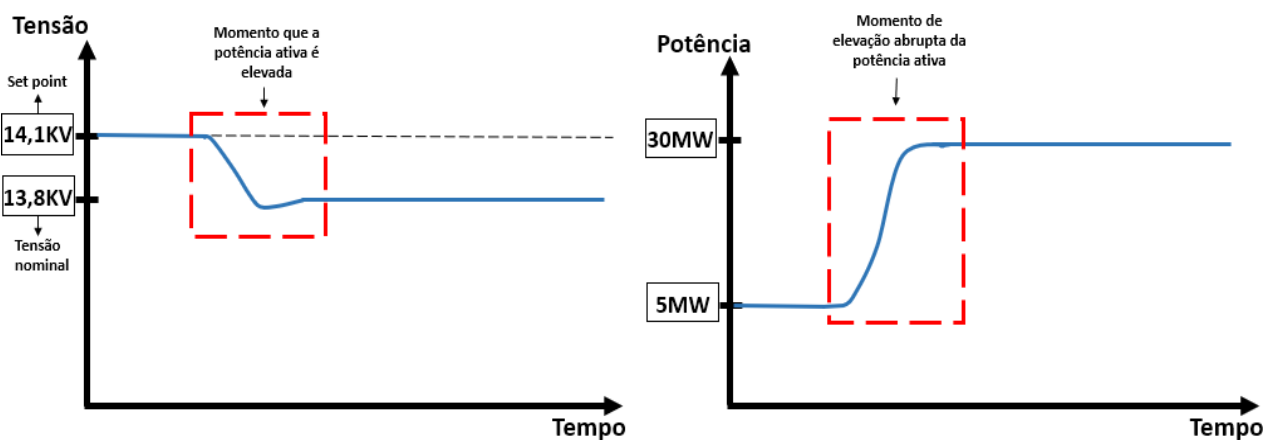 Tensão
Momento que a
potência ativa é
elevada
Set point
14,1KV
13,8KV
Tensão
nominal
Tempo
Potência
Momento de
elevação abrupta da
potência ativa
30MW
5MW
Tempo